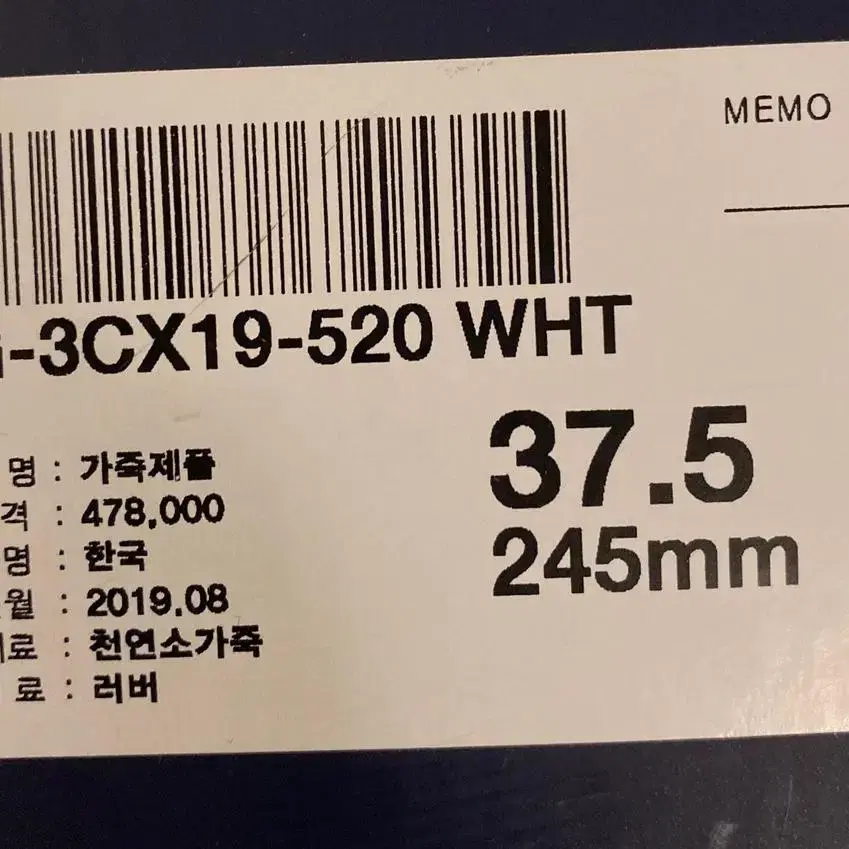 MEMO
-3CX19-520 WHT
37.5
245mm
명 : 가죽제품
격 : 478,000
명 : 한국
월 : 2019.08
료 : 천연소가죽
료 : 러버